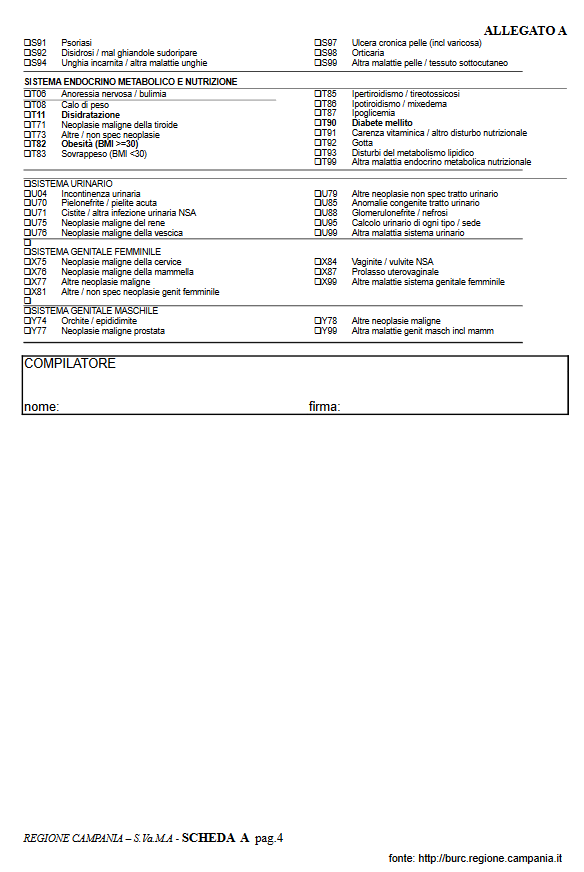 ALLEGATO A
❑S91 Psoriasi ❑S97 Ulcera cronica pelle (incl varicosa)
❑S92 Disidrosi / mal ghiandole sudoripare ❑S98 Orticaria
❑S94 Unghia incarnita / altra malattie unghie ❑S99 Altra malattie pelle / tessuto sottocutaneo
SISTEMA ENDOCRINO METABOLICO E NUTRIZIONE
❑T06 Anoressia nervosa / bulimia ❑T85 Ipertiroidismo / tireotossicosi
❑T08 Calo di peso ❑T86 Ipotiroidismo / mixedema
❑T11 Disidratazione ❑T87 Ipoglicemia
❑T71 Neoplasie maligne della tiroide ❑T90 Diabete mellito
❑T73 Altre / non spec neoplasie ❑T91 Carenza vitaminica / altro disturbo nutrizionale
❑T82 Obesità (BMI >=30) ❑T92 Gotta
❑T83 Sovrappeso (BMI <30) ❑T93 Disturbi del metabolismo lipidico
❑T99 Altra malattia endocrino metabolica nutrizionale
❑SISTEMA URINARIO
❑U04 Incontinenza urinaria ❑U79 Altre neoplasie non spec tratto urinario
❑U70 Pielonefrite / pielite acuta ❑U85 Anomalie congenite tratto urinario
❑U71 Cistite / altra infezione urinaria NSA ❑U88 Glomerulonefrite / nefrosi
❑U75 Neoplasie maligne del rene ❑U95 Calcolo urinario di ogni tipo / sede
❑U76 Neoplasie maligne della vescica ❑U99 Altra malattia sistema urinario
❑
❑SISTEMA GENITALE FEMMINILE
❑X75 Neoplasie maligne della cervice ❑X84 Vaginite / vulvite NSA
❑X76 Neoplasie maligne della mammella ❑X87 Prolasso uterovaginale
❑X77 Altre neoplasie maligne ❑X99 Altre malattie sistema genitale femminile
❑X81 Altre / non spec neoplasie genit femminile
❑
❑SISTEMA GENITALE MASCHILE
❑Y74 Orchite / epididimite ❑Y78 Altre neoplasie maligne
❑Y77 Neoplasie maligne prostata ❑Y99 Altra malattie genit masch incl mamm
COMPILATORE
nome: firma:
REGIONE CAMPANIA – S.Va.M.A - SCHEDA A pag.4
fonte: http://burc.regione.campania.it